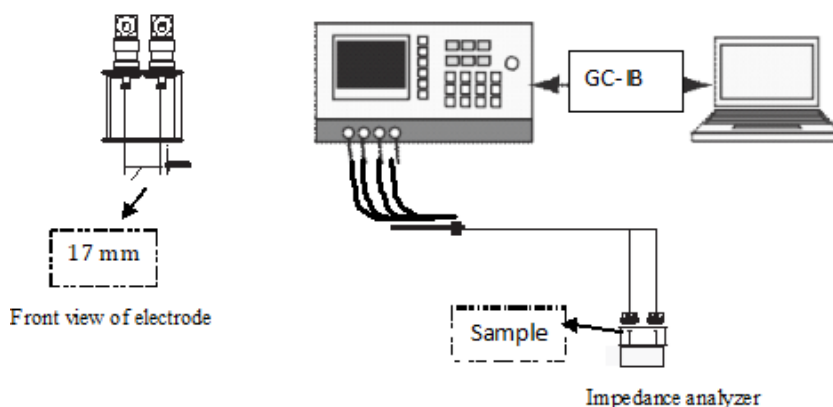 17 mm
Front view of electrode
GC-IB
Sample
Impedance analyzer